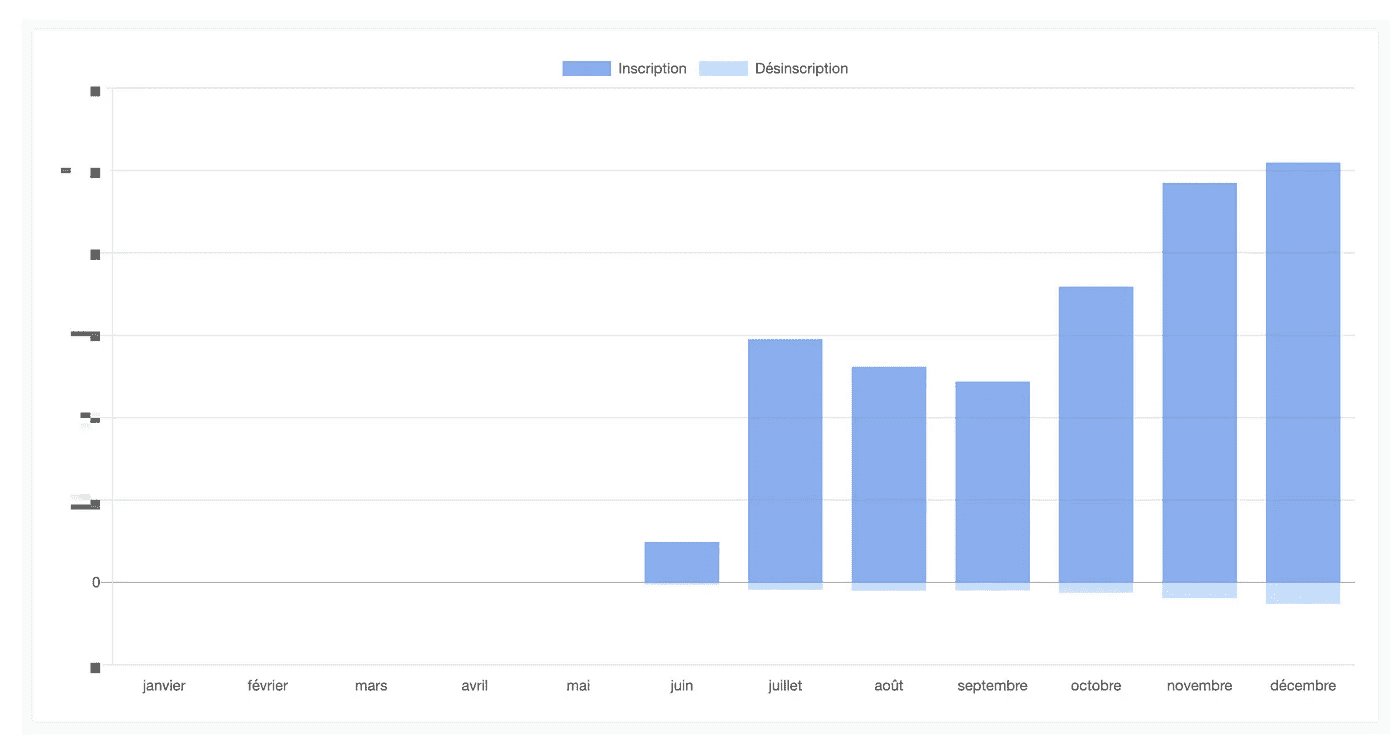 Inscription Désinscription
0
janvier février mars avril mai juin juillet août septembre octobre novembre décembre